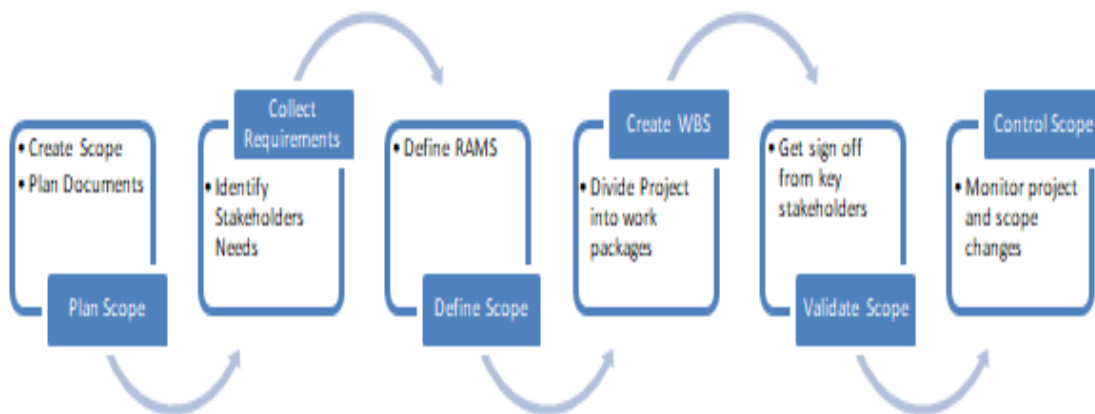 • Create Scope
• Plan Documents
Plan Scope
Collect
Requirements
• Identify
Stakeholders
Needs
• Define RAMS
Define Scope
Create WBS
• Divide Project
into work
packages
• Get sign off
from key
stakeholders
Validate Scope
Control Scope
• Monitor project
and scope
changes